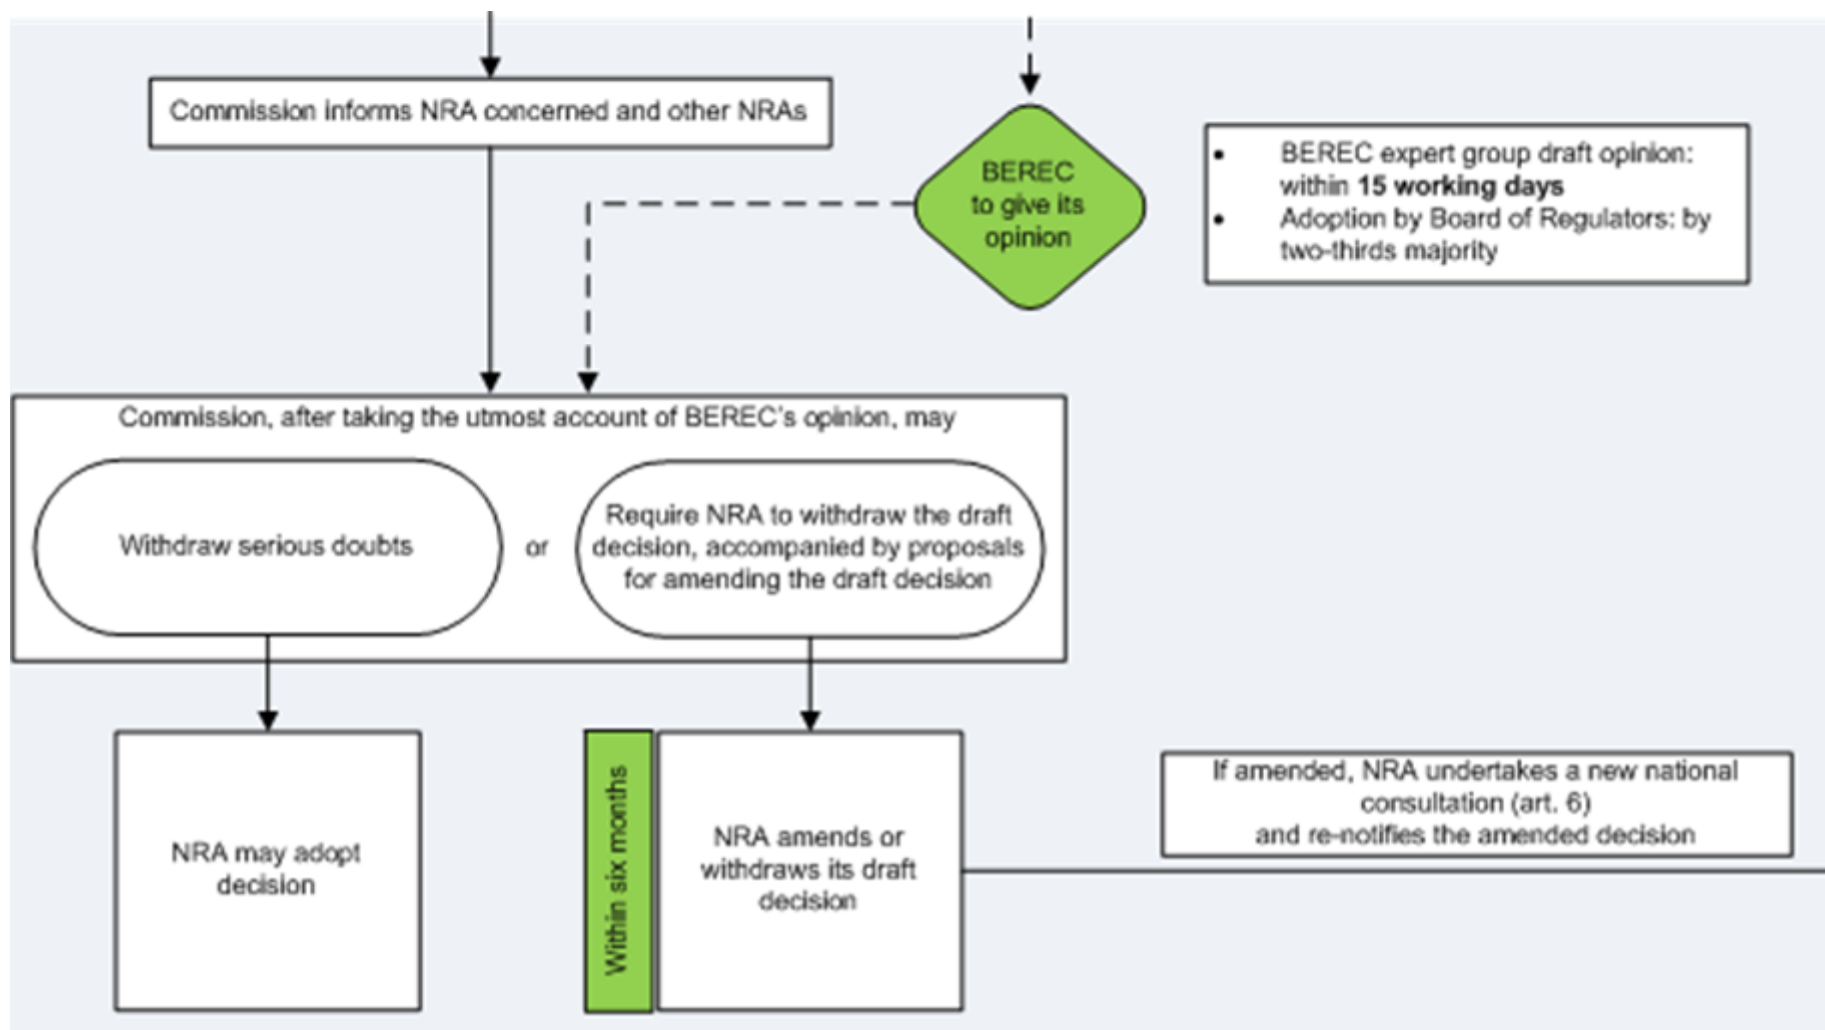 Commission informs NRA concerned and other NRAs
BEREC
to give its
opinion
• BEREC expert group draft opinion:
within 15 working days
• Adoption by Board of Regulators: by
two-thirds majority
Commission, after taking the utmost account of BEREC's opinion, may
Withdraw serious doubts
or
Require NRA to withdraw the draft
decision, accompanied by proposals
for amending the draft decision
NRA may adopt
decision
Within six months
NRA amends or
withdraws its draft
decision
If amended, NRA undertakes a new national
consultation (art. 6)
and re-notifies the amended decision